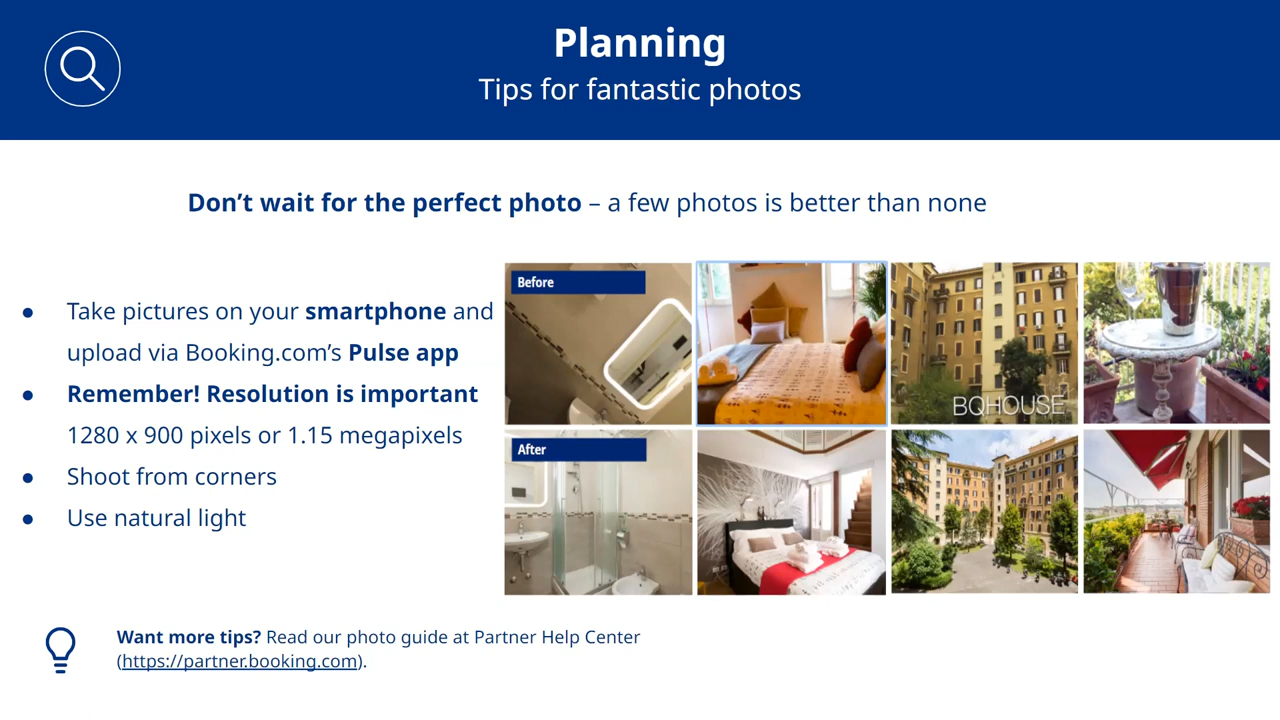 Planning
Tips for fantastic photos
Don’t wait for the perfect photo – a few photos is better than none
● Take pictures on your smartphone and
upload via Booking.com’s Pulse app
● Remember! Resolution is important
1280 x 900 pixels or 1.15 megapixels
● Shoot from corners
● Use natural light
Before
BQHOUSE
After
Want more tips? Read our photo guide at Partner Help Center
(https://partner.booking.com).